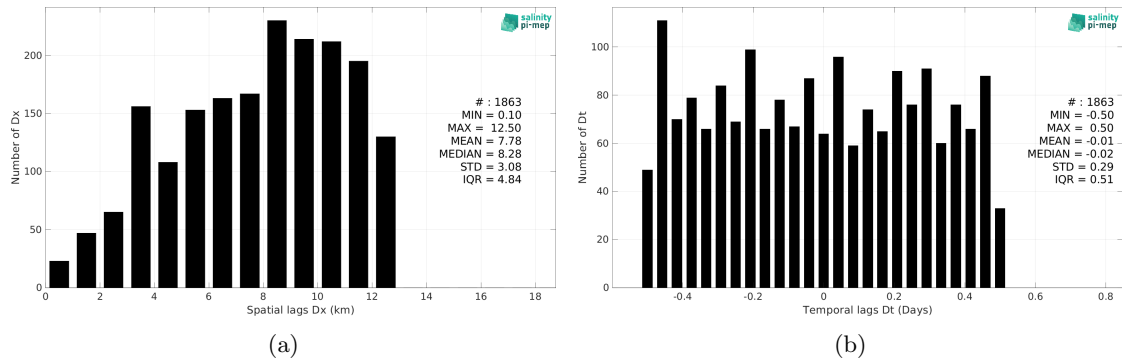 salinity
pi-mep
200
150
100
50
0
Number of Dx
# : 1863
MIN = 0.10
MAX = 12.50
MEAN = 7.78
MEDIAN = 8.28
STD = 3.08
IQR = 4.84
0 2 4 6 8 10 12 14 16 18
Spatial lags Dx (km)
(a)
salinity
pi-mep
100
80
60
40
20
0
Number of Dt
# : 1863
MIN = -0.50
MAX = 0.50
MEAN = -0.01
MEDIAN = -0.02
STD = 0.29
IQR = 0.51
-0.4 -0.2 0 0.2 0.4 0.6 0.8
Temporal lags Dt (Days)
(b)